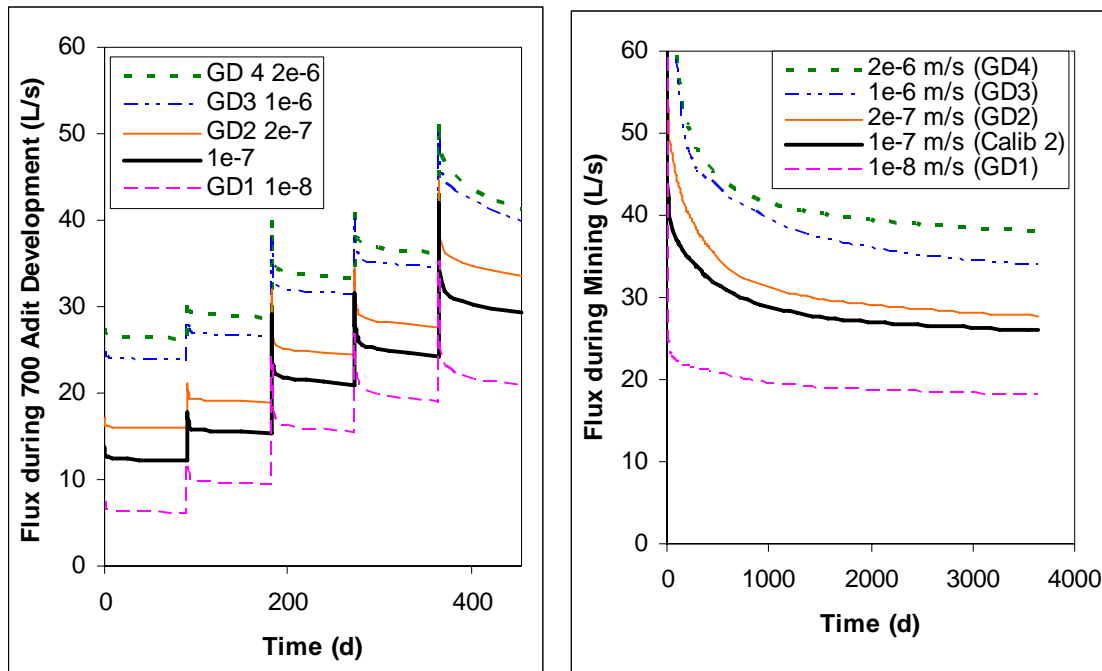 Flux during 700 Adit Development (L/s)
60
50
40
30
20
10
0
GD 4 2e-6
GD3 1e-6
GD2 2e-7
1e-7
GD1 1e-8
0
200
400
Time (d)
Flux during Mining (L/s)
60
50
40
30
20
10
0
2e-6 m/s (GD4)
1e-6 m/s (GD3)
2e-7 m/s (GD2)
1e-7 m/s (Calib 2)
1e-8 m/s (GD1)
0
1000
2000
3000
4000
Time (d)